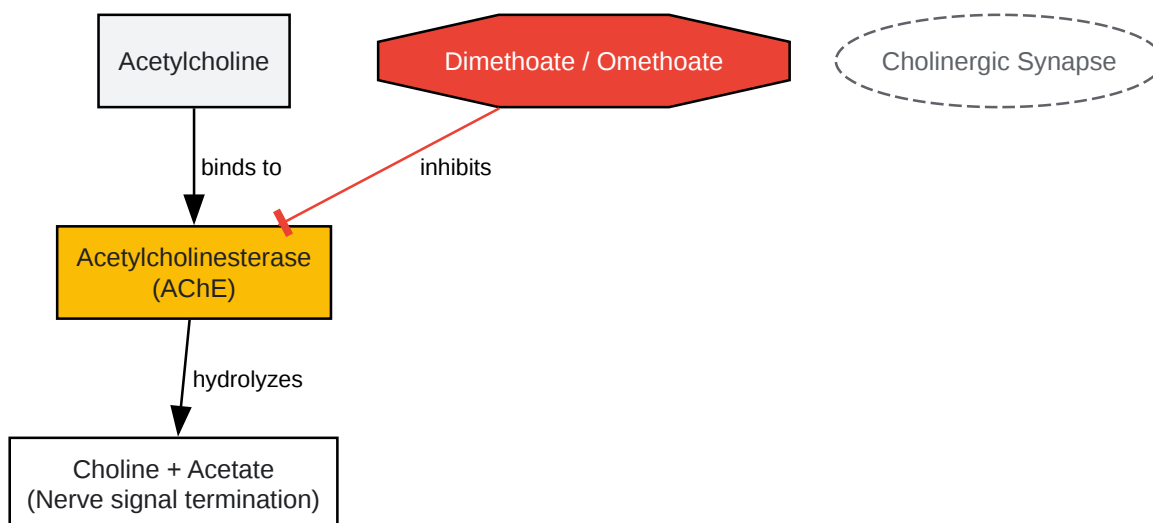 Acetylcholine
Dimethoate / Omethoate
Cholinergic Synapse
binds to
inhibits
Acetylcholinesterase
(AChE)
hydrolyzes
Choline + Acetate
(Nerve signal termination)